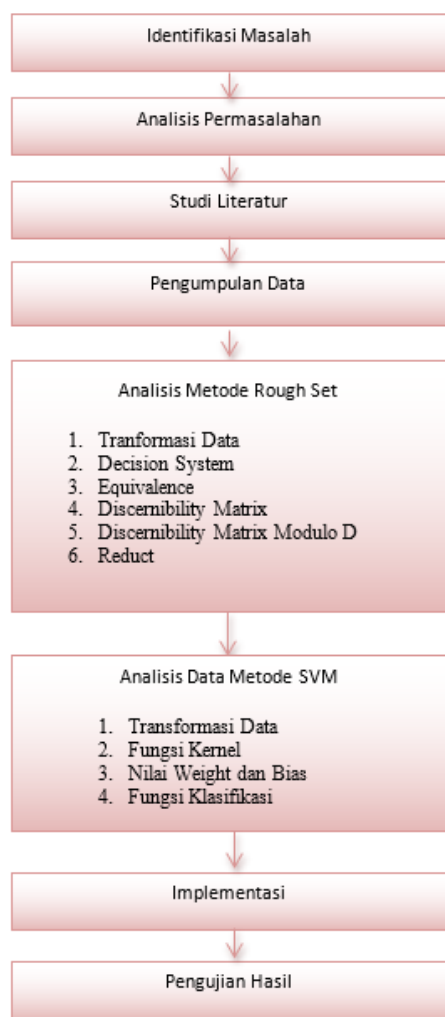 Identifikasi Masalah
Analisis Permasalahan
Studi Literatur
Pengumpulan Data
Analisis Metode Rough Set
1. Tranformasi Data
2. Decision System
3. Equivalence
4. Discernibility Matrix
5. Discernibility Matrix Modulo D
6. Reduct
Analisis Data Metode SVM
1. Transformasi Data
2. Fungsi Kernel
3. Nilai Weight dan Bias
4. Fungsi Klasifikasi
Implementasi
Pengujian Hasil